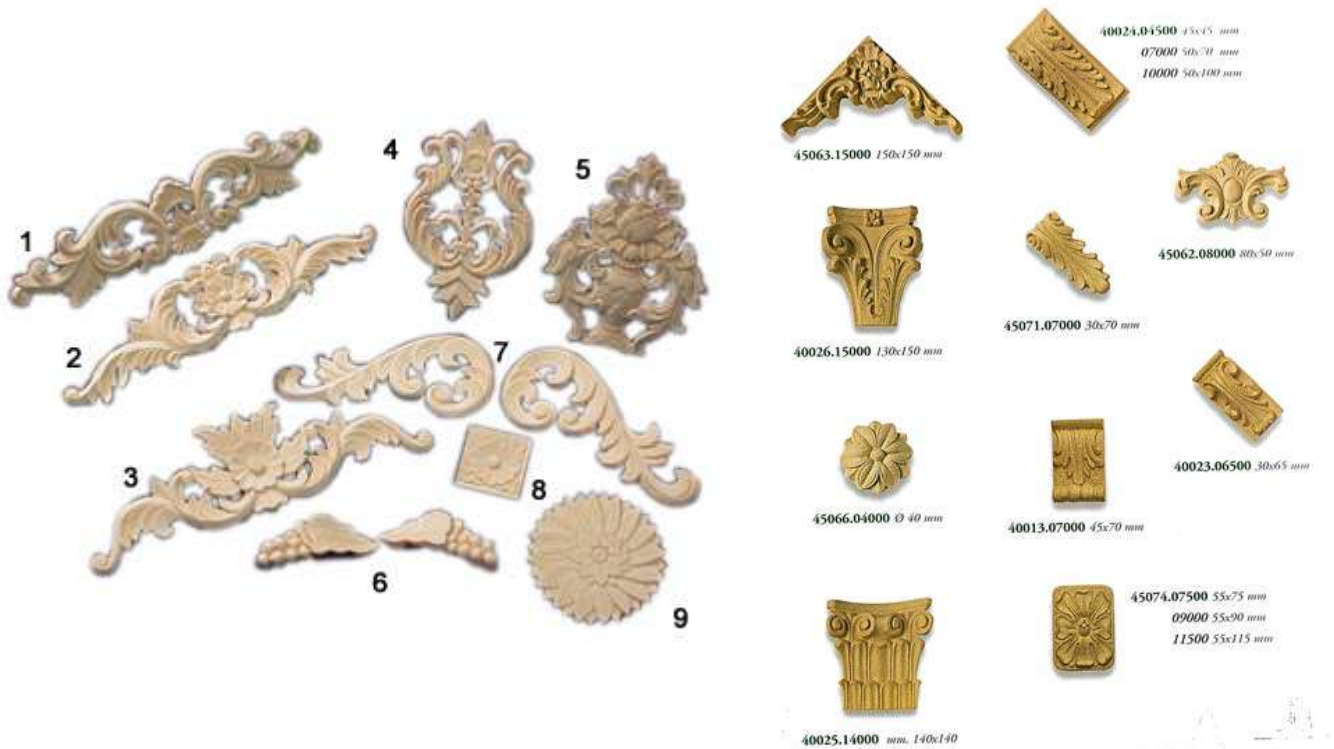 1
2
3
4
5
6
7
8
9
45063.15000 150x150 mm
40024.04500 45x45 mm
07000 50x70 mm
10000 50x100 mm
45062.08000 80x50 mm
40026.15000 130x150 mm
45071.07000 30x70 mm
40023.06500 30x65 mm
45066.04000 Ø 40 mm
40013.07000 45x70 mm
45074.07500 55x75 mm
09000 55x90 mm
11500 55x115 mm
40025.14000 mm. 140x140